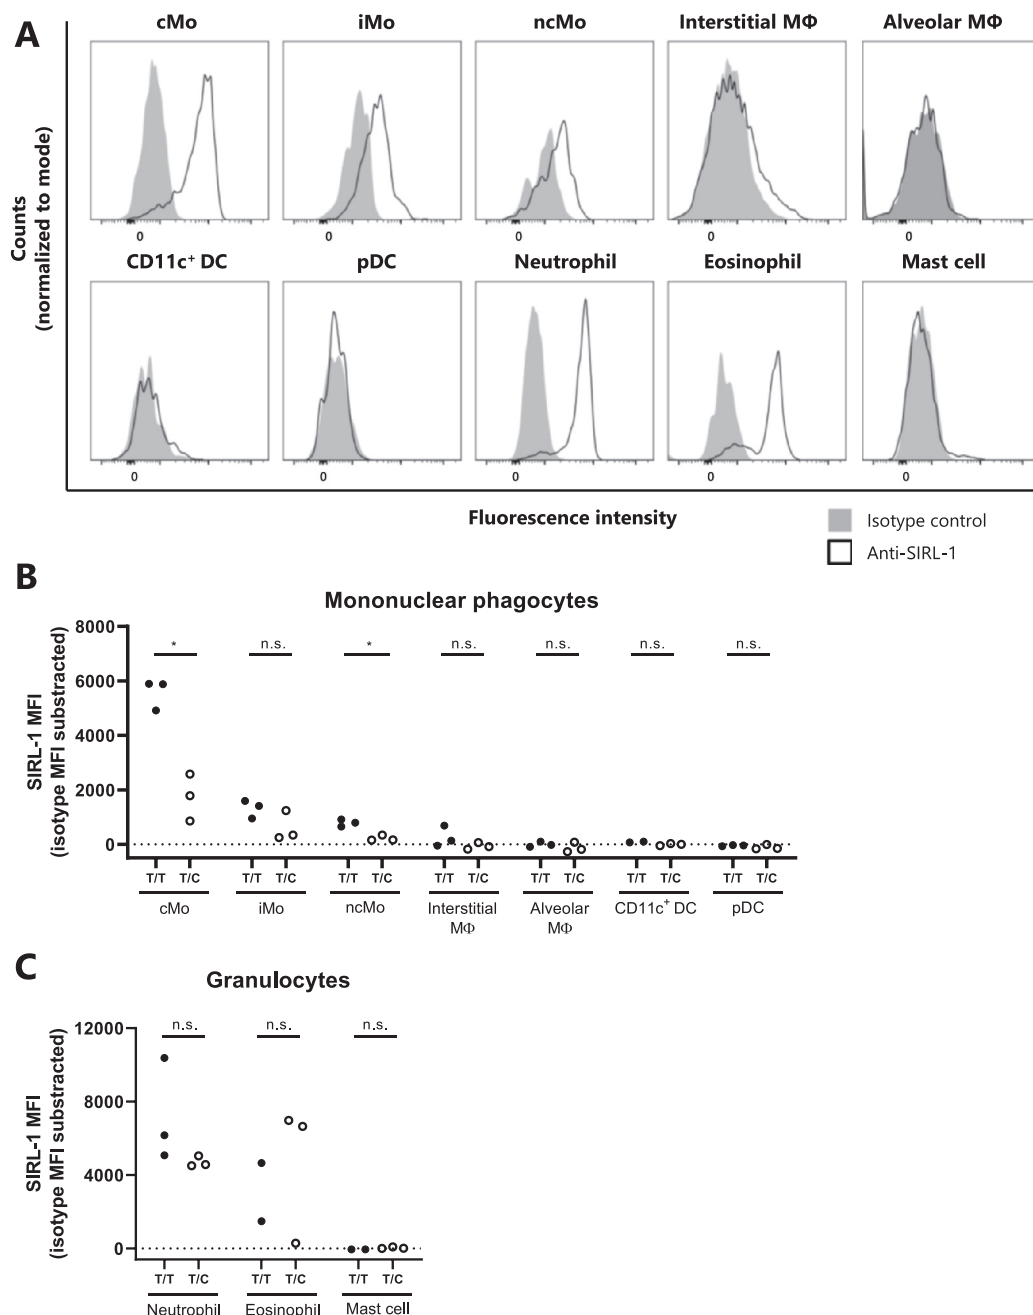 A
cMo iMo ncMo Interstitial MΦ Alveolar MΦ
0 0 0 0 0
CD11c⁺ DC pDC Neutrophil Eosinophil Mast cell
0 0 0 0 0
Counts
(normalized to mode)
Fluorescence intensity
Isotype control
Anti-SIRL-1
B
Mononuclear phagocytes
SIRL-1 MFI
(isotype MFI substracted)
8000
6000
4000
2000
0
* n.s. * n.s. n.s. n.s. n.s.
T/T T/C T/T T/C T/T T/C T/T T/C T/T T/C T/T T/C T/T T/C
cMo iMo ncMo Interstitial Alveolar CD11c⁺ DC pDC
MΦ MΦ
C
Granulocytes
SIRL-1 MFI
(isotype MFI substracted)
12000
8000
4000
0
n.s. n.s. n.s.
T/T T/C T/T T/C T/T T/C
Neutrophil Eosinophil Mast cell